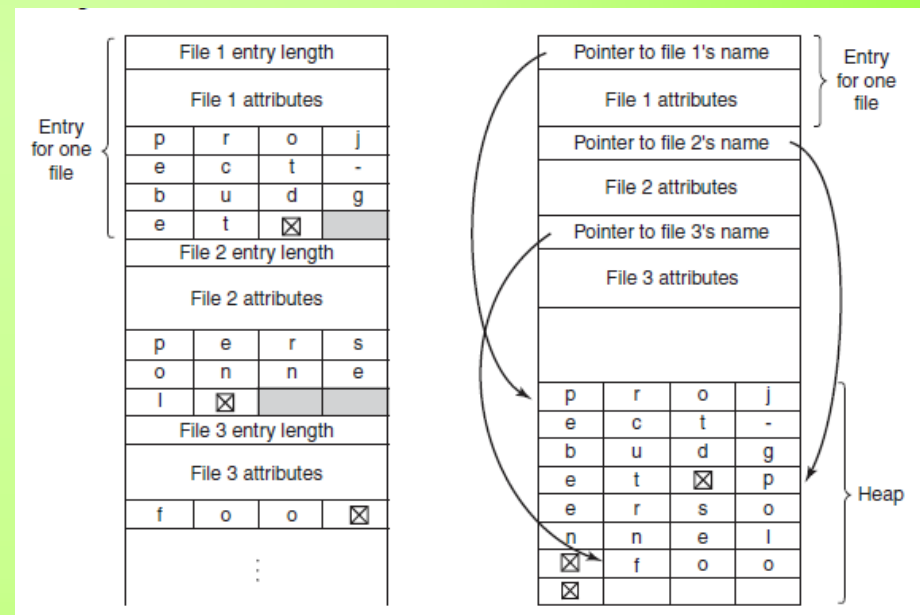 File 1 entry length
File 1 attributes
Entry
for one
file
p r o j
e c t -
b u d g
e t ☒
File 2 entry length
File 2 attributes
p e r s
o n n e
l ☒
File 3 entry length
File 3 attributes
f o o ☒
⋮
Pointer to file 1's name
File 1 attributes
Entry
for one
file
Pointer to file 2's name
File 2 attributes
Pointer to file 3's name
File 3 attributes
p r o j
e c t -
b u d g
e t ☒ p
e r s o
n n e l
☒ f o o
☒
Heap